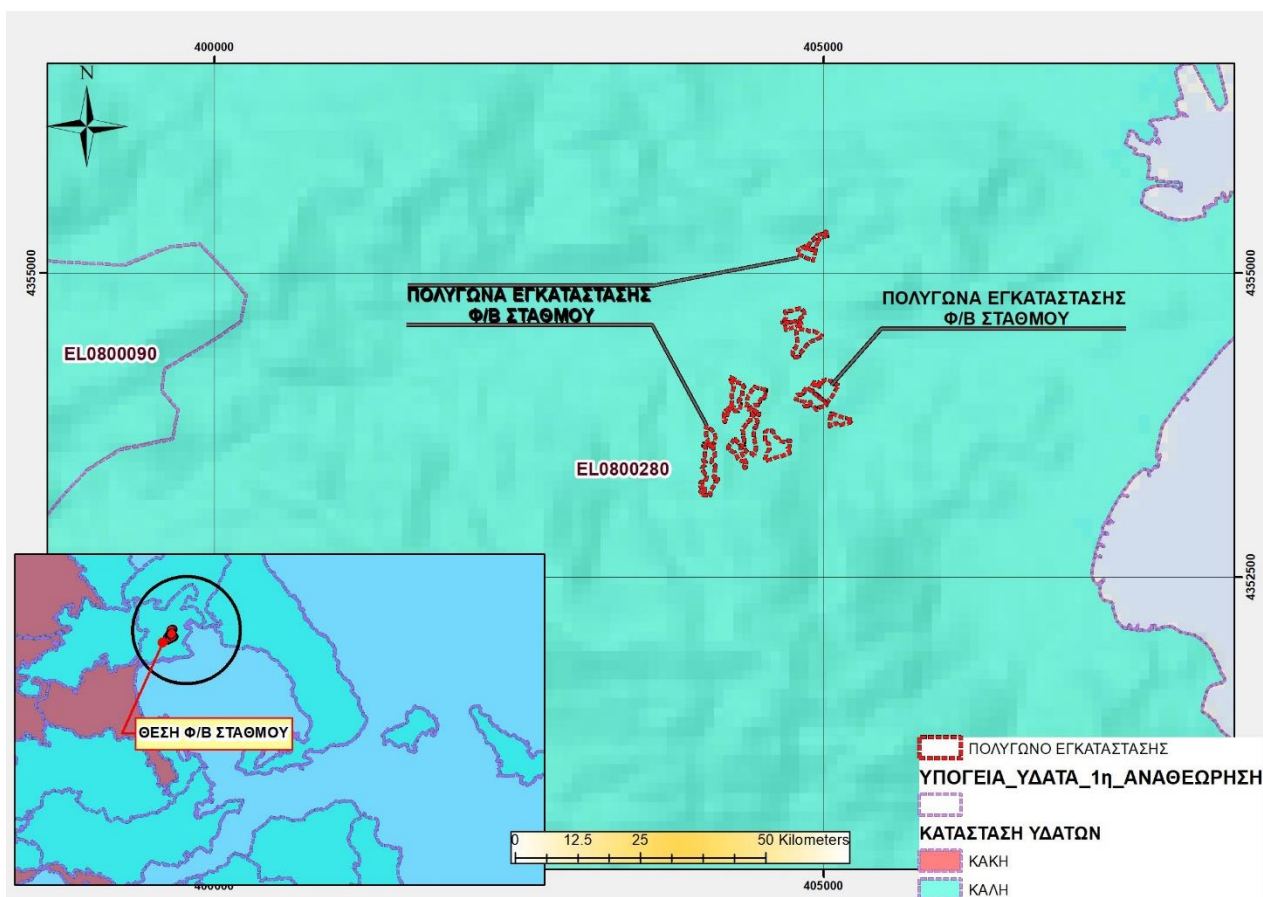 400000
405000
N
4355000
4355000
ΠΟΛΥΓΩΝΑ ΕΓΚΑΤΑΣΤΑΣΗΣ
Φ/Β ΣΤΑΘΜΟΥ
ΠΟΛΥΓΩΝΑ ΕΓΚΑΤΑΣΤΑΣΗΣ
Φ/Β ΣΤΑΘΜΟΥ
EL0800090
EL0800280
4352500
ΘΕΣΗ Φ/Β ΣΤΑΘΜΟΥ
ΠΟΛΥΓΩΝΟ ΕΓΚΑΤΑΣΤΑΣΗΣ
ΥΠΟΓΕΙΑ_ΥΔΑΤΑ_1η_ΑΝΑΘΕΩΡΗΣΗ
ΚΑΤΑΣΤΑΣΗ ΥΔΑΤΩΝ
ΚΑΚΗ
ΚΑΛΗ
0 12.5 25 50 Kilometers
400000
405000